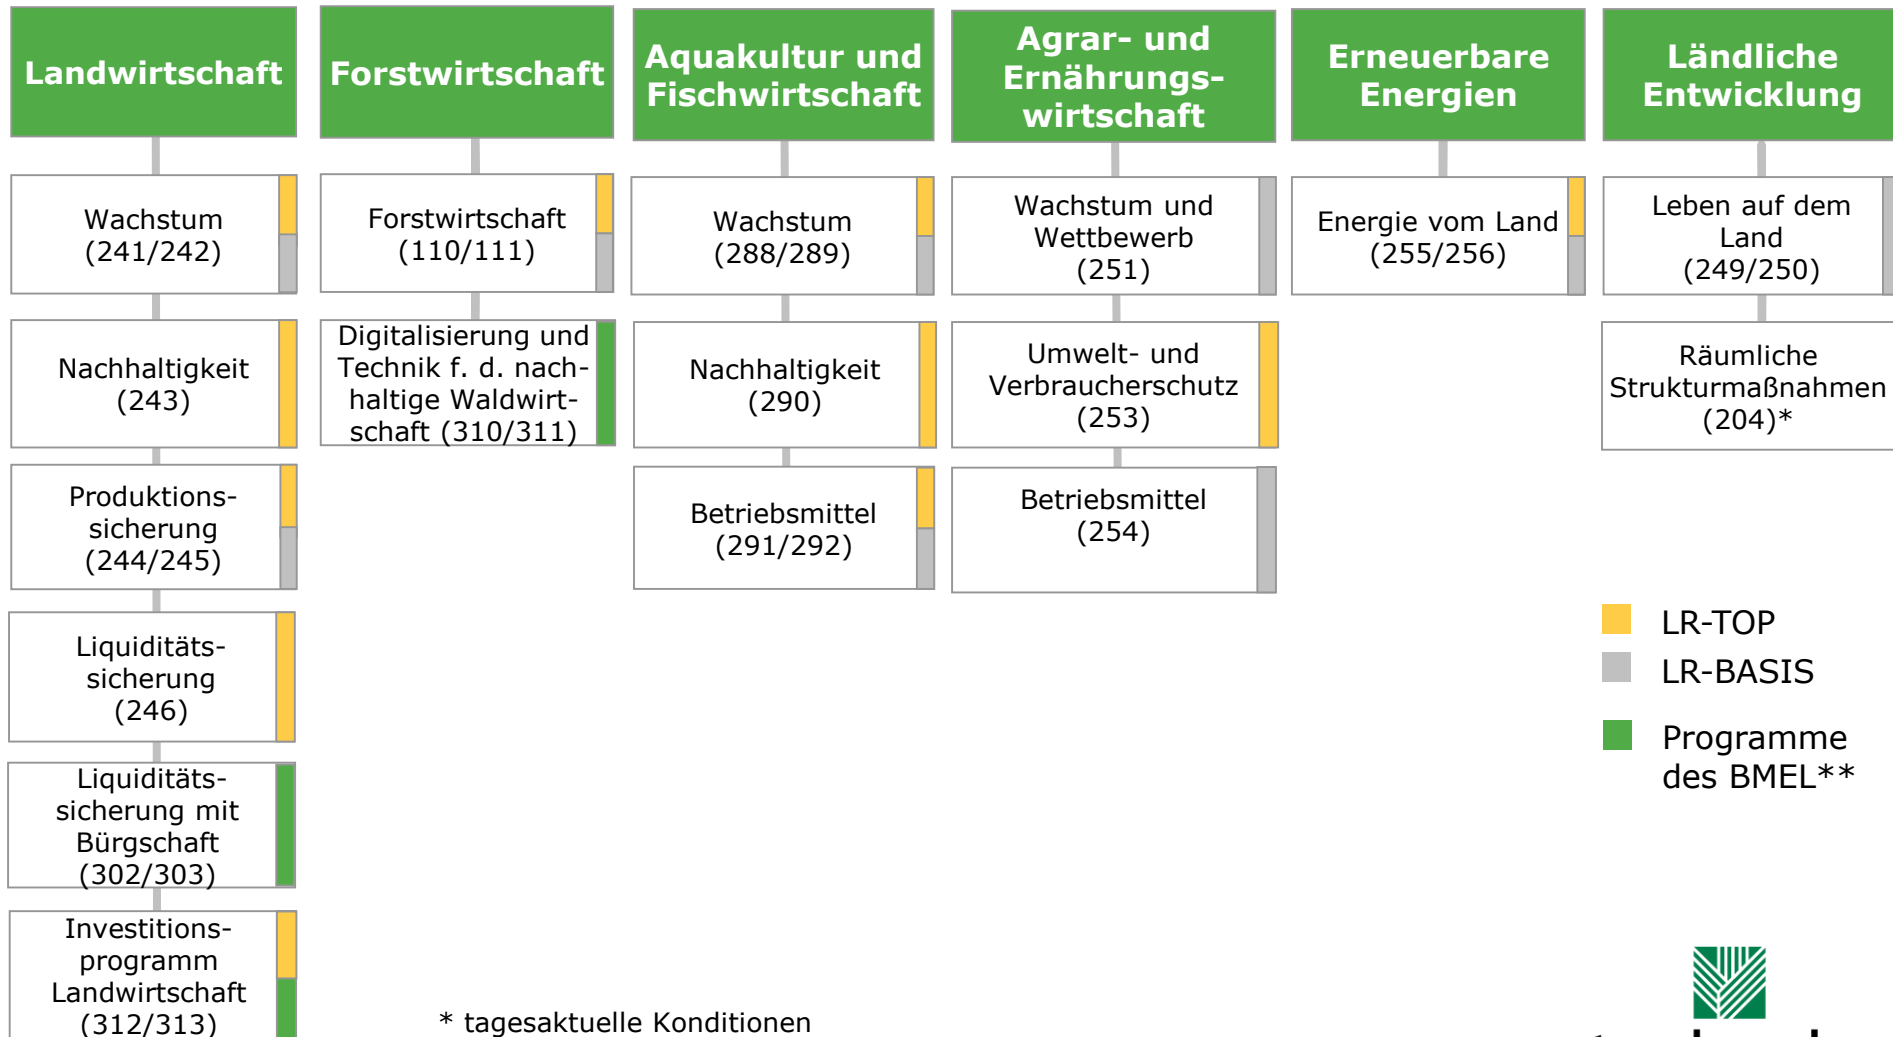 Landwirtschaft
Wachstum
(241/242)
Nachhaltigkeit
(243)
Produktions-
sicherung
(244/245)
Liquiditäts-
sicherung
(246)
Liquiditäts-
sicherung mit
Bürgschaft
(302/303)
Investitions-
programm
Landwirtschaft
(312/313)
Forstwirtschaft
Forstwirtschaft
(110/111)
Digitalisierung und
Technik f. d. nach-
haltige Waldwirt-
schaft (310/311)
Aquakultur und
Fischwirtschaft
Wachstum
(288/289)
Nachhaltigkeit
(290)
Betriebsmittel
(291/292)
Agrar- und
Ernährungs-
wirtschaft
Wachstum und
Wettbewerb
(251)
Umwelt- und
Verbraucherschutz
(253)
Betriebsmittel
(254)
Erneuerbare
Energien
Energie vom Land
(255/256)
Ländliche
Entwicklung
Leben auf dem
Land
(249/250)
Räumliche
Strukturmaßnahmen
(204)*
LR-TOP
LR-BASIS
Programme
des BMEL**
* tagesaktuelle Konditionen